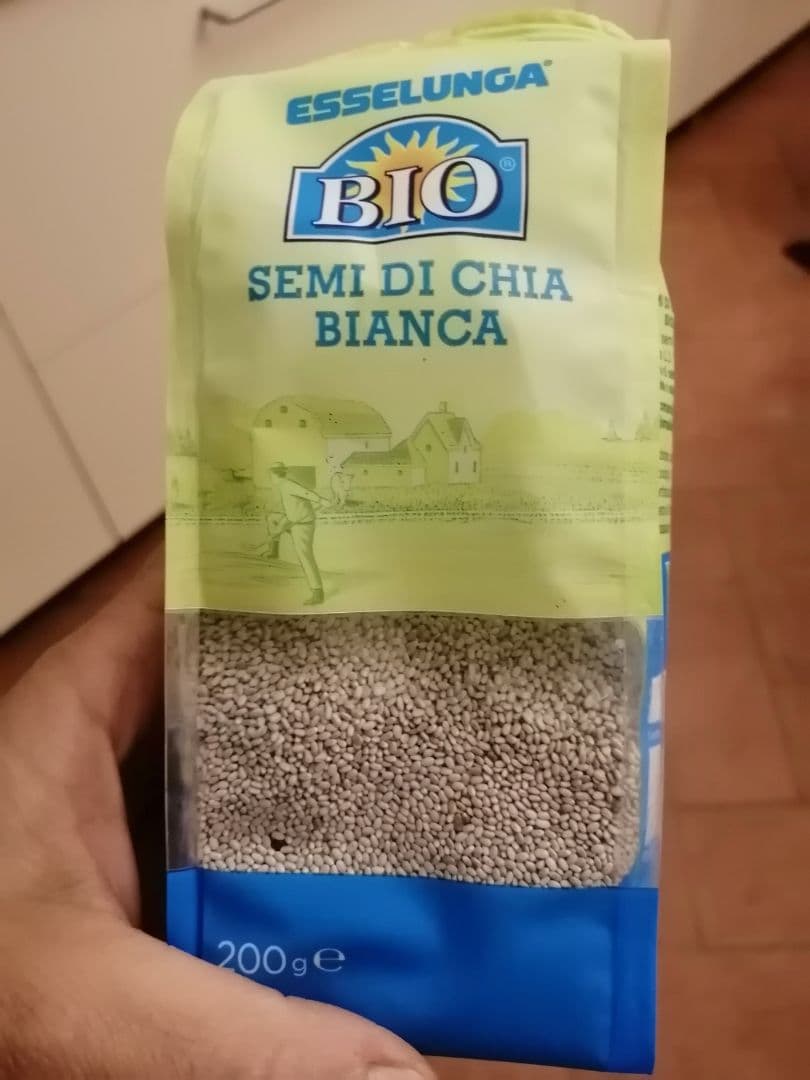 ESSELUNGA®
BIO®
SEMI DI CHIA
BIANCA
200g e